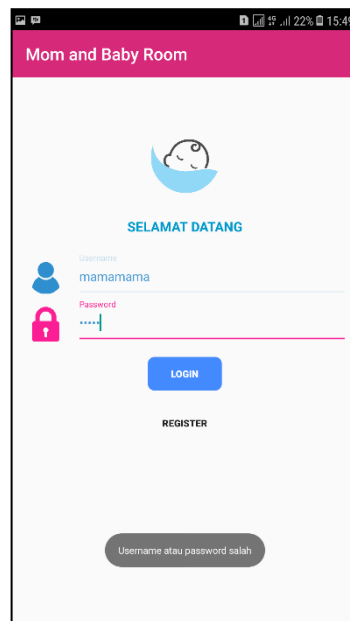 22% 15:49
Mom and Baby Room
SELAMAT DATANG
Username
mamamama
Password
•••••
LOGIN
REGISTER
Username atau password salah